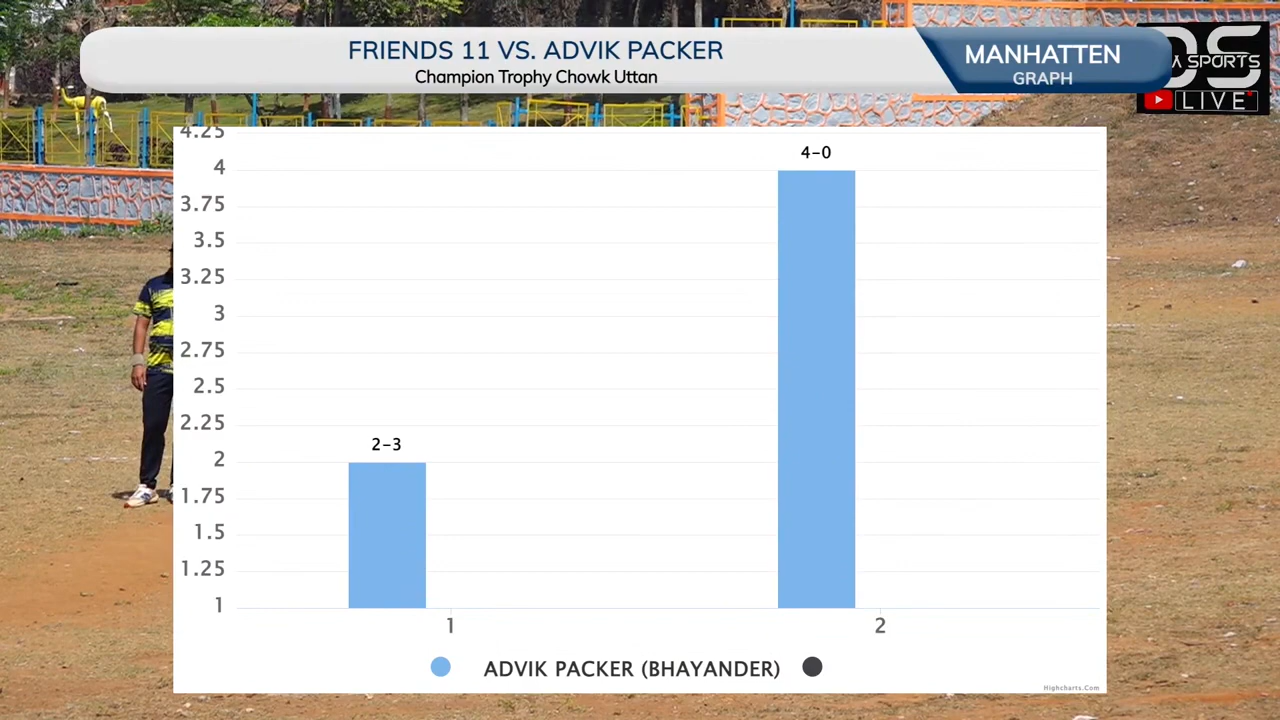 FRIENDS 11 VS. ADVIK PACKER
Champion Trophy Chowk Uttan
MANHATTEN
GRAPH
SPORTS
LIVE
4.25
4
3.75
3.5
3.25
3
2.75
2.5
2.25
2
1.75
1.5
1.25
1
4-0
2-3
1
2
ADVIK PACKER (BHAYANDER)
Highcharts.Com